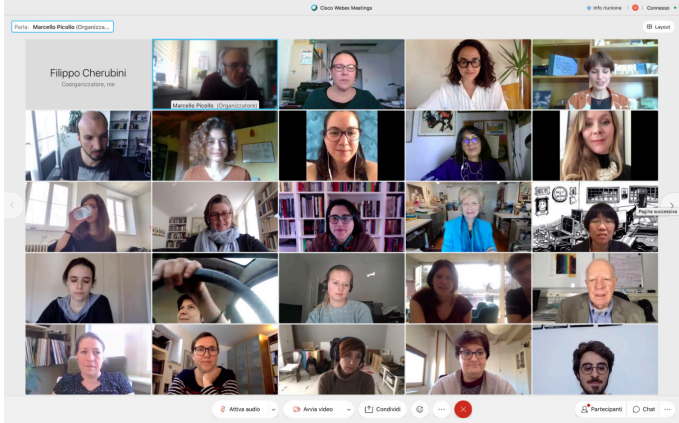 Cisco Webex Meetings
Info riunione
Connesso
Parla: Marcello Picollo (Organizza...
Layout
Filippo Cherubini
Coorganizzatore, me
Marcello Picollo (Organizzatore)
Pagina successiva
Attiva audio
Avvia video
Condividi
Partecipanti
Chat